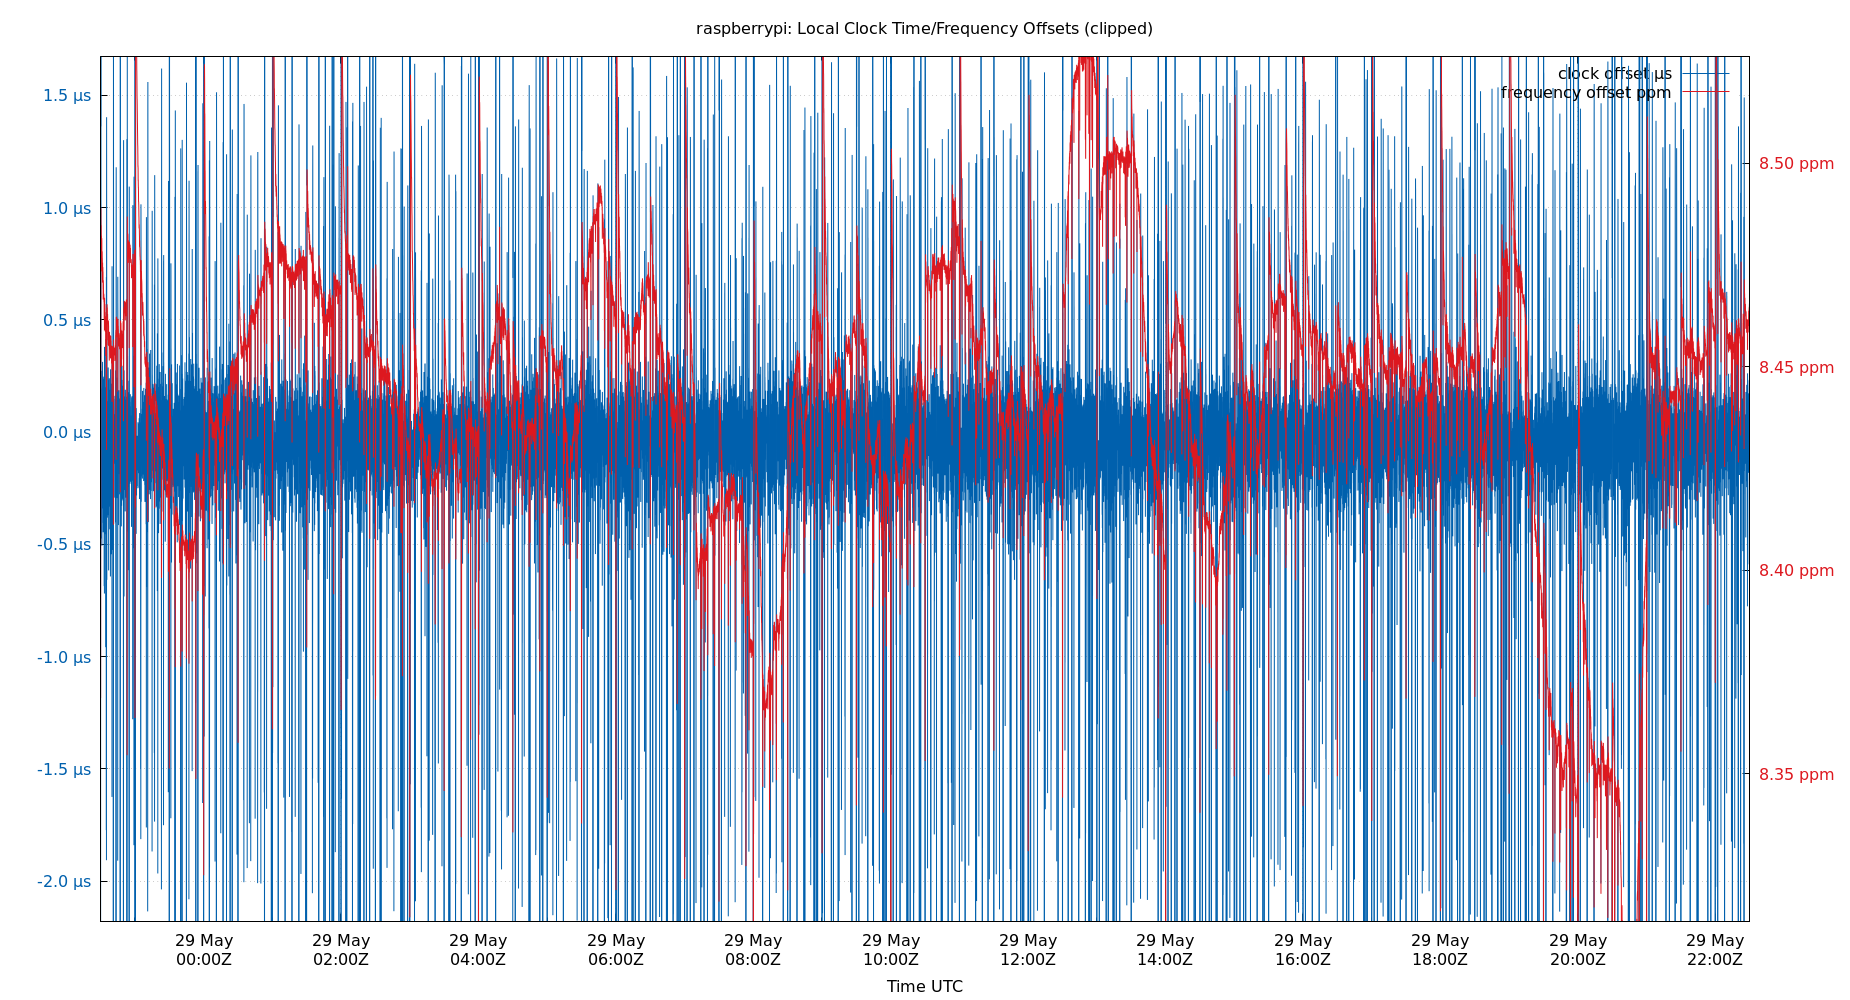 raspberrypi: Local Clock Time/Frequency Offsets (clipped)
clock offset µs
frequency offset ppm
1.5 µs
1.0 µs
0.5 µs
0.0 µs
-0.5 µs
-1.0 µs
-1.5 µs
-2.0 µs
8.50 ppm
8.45 ppm
8.40 ppm
8.35 ppm
29 May 29 May 29 May 29 May 29 May 29 May 29 May 29 May 29 May 29 May 29 May 29 May
00:00Z 02:00Z 04:00Z 06:00Z 08:00Z 10:00Z 12:00Z 14:00Z 16:00Z 18:00Z 20:00Z 22:00Z
Time UTC